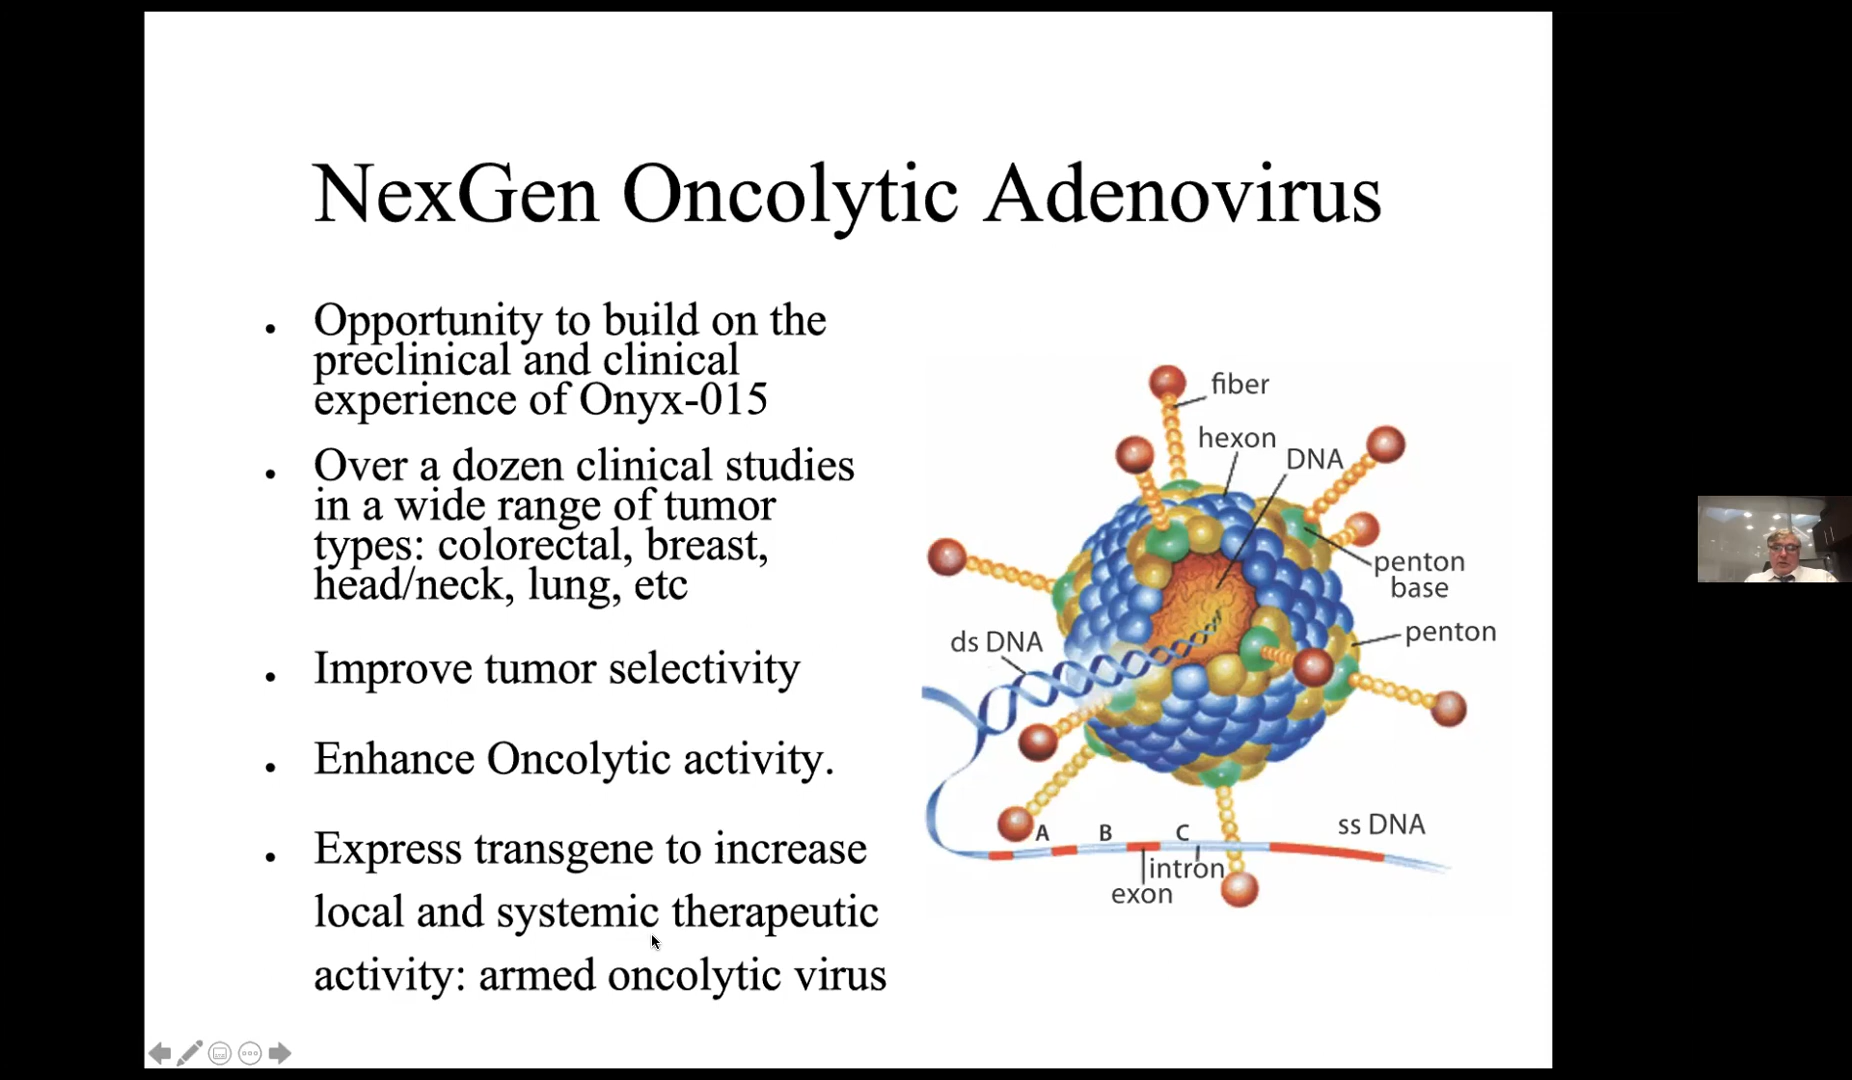 NexGen Oncolytic Adenovirus
• Opportunity to build on the
preclinical and clinical
experience of Onyx-015
• Over a dozen clinical studies
in a wide range of tumor
types: colorectal, breast,
head/neck, lung, etc
• Improve tumor selectivity
• Enhance Oncolytic activity.
• Express transgene to increase
local and systemic therapeutic
activity: armed oncolytic virus
fiber
hexon
DNA
penton
base
penton
ds DNA
A B C
ss DNA
intron
exon